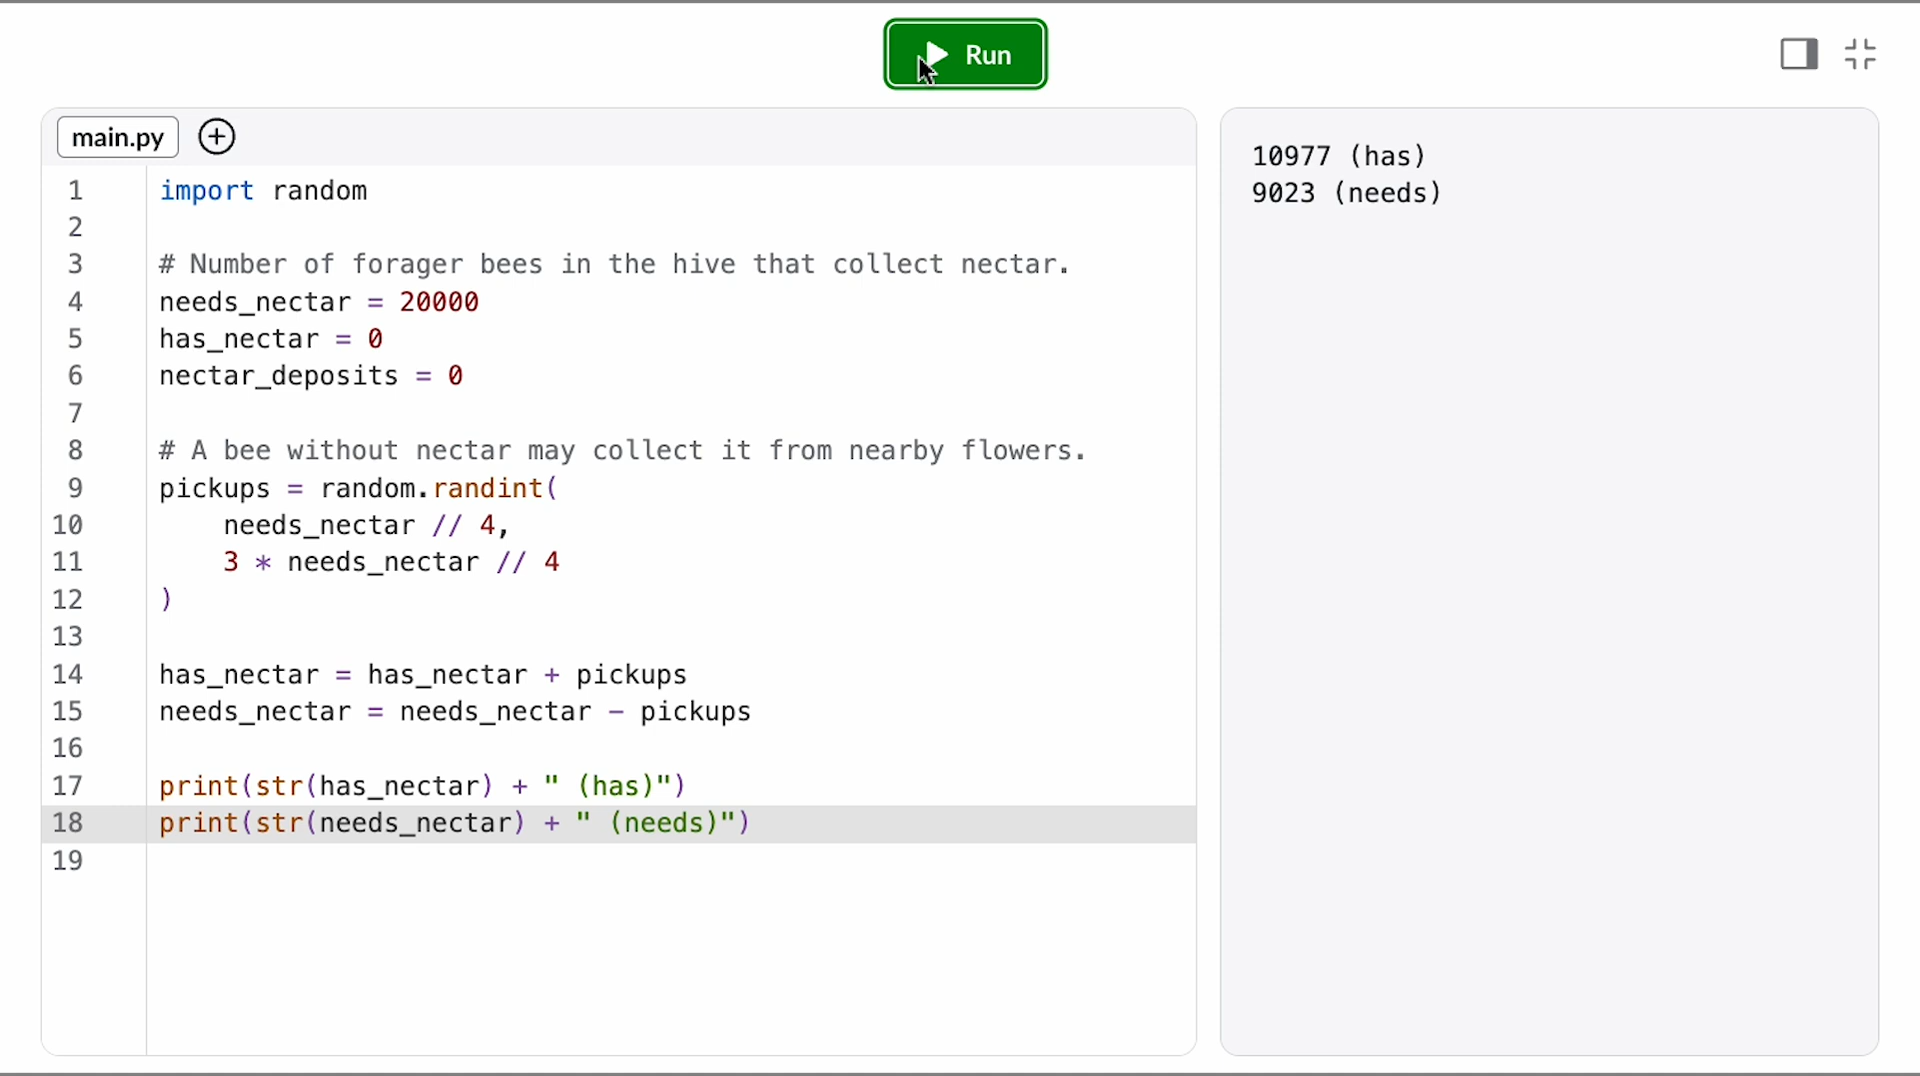 Run
main.py
1 import random
2
3 # Number of forager bees in the hive that collect nectar.
4 needs_nectar = 20000
5 has_nectar = 0
6 nectar_deposits = 0
7
8 # A bee without nectar may collect it from nearby flowers.
9 pickups = random.randint(
10     needs_nectar // 4,
11     3 * needs_nectar // 4
12 )
13
14 has_nectar = has_nectar + pickups
15 needs_nectar = needs_nectar - pickups
16
17 print(str(has_nectar) + " (has)")
18 print(str(needs_nectar) + " (needs)")
19
10977 (has)
9023 (needs)